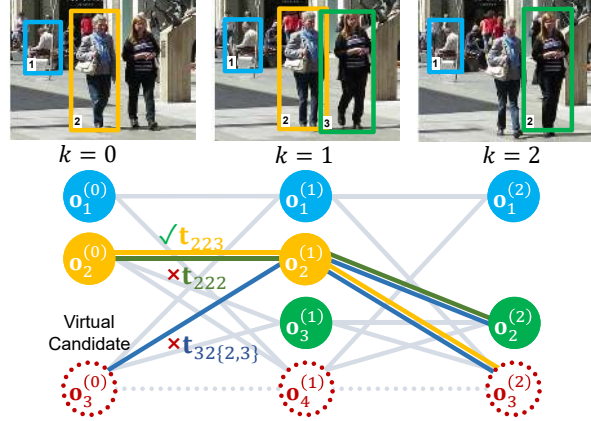 1
2
1
2
3
1
2
k = 0
k = 1
k = 2
o₁⁽⁰⁾
o₁⁽¹⁾
o₁⁽²⁾
✓t₂₂₃
o₂⁽⁰⁾
o₂⁽¹⁾
×t₂₂₂
Virtual
Candidate
o₃⁽¹⁾
o₂⁽²⁾
×t₃₂{₂,₃}
o₃⁽⁰⁾
o₄⁽¹⁾
o₃⁽²⁾